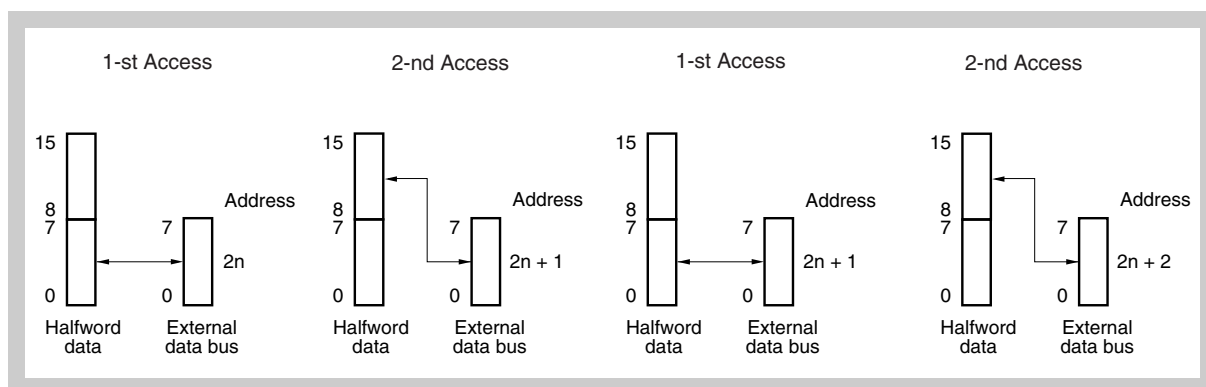 1-st Access
15
8
7
0
Halfword
data
Address
7
2n
0
External
data bus
2-nd Access
15
8
7
0
Halfword
data
Address
7
2n + 1
0
External
data bus
1-st Access
15
8
7
0
Halfword
data
Address
7
2n + 1
0
External
data bus
2-nd Access
15
8
7
0
Halfword
data
Address
7
2n + 2
0
External
data bus